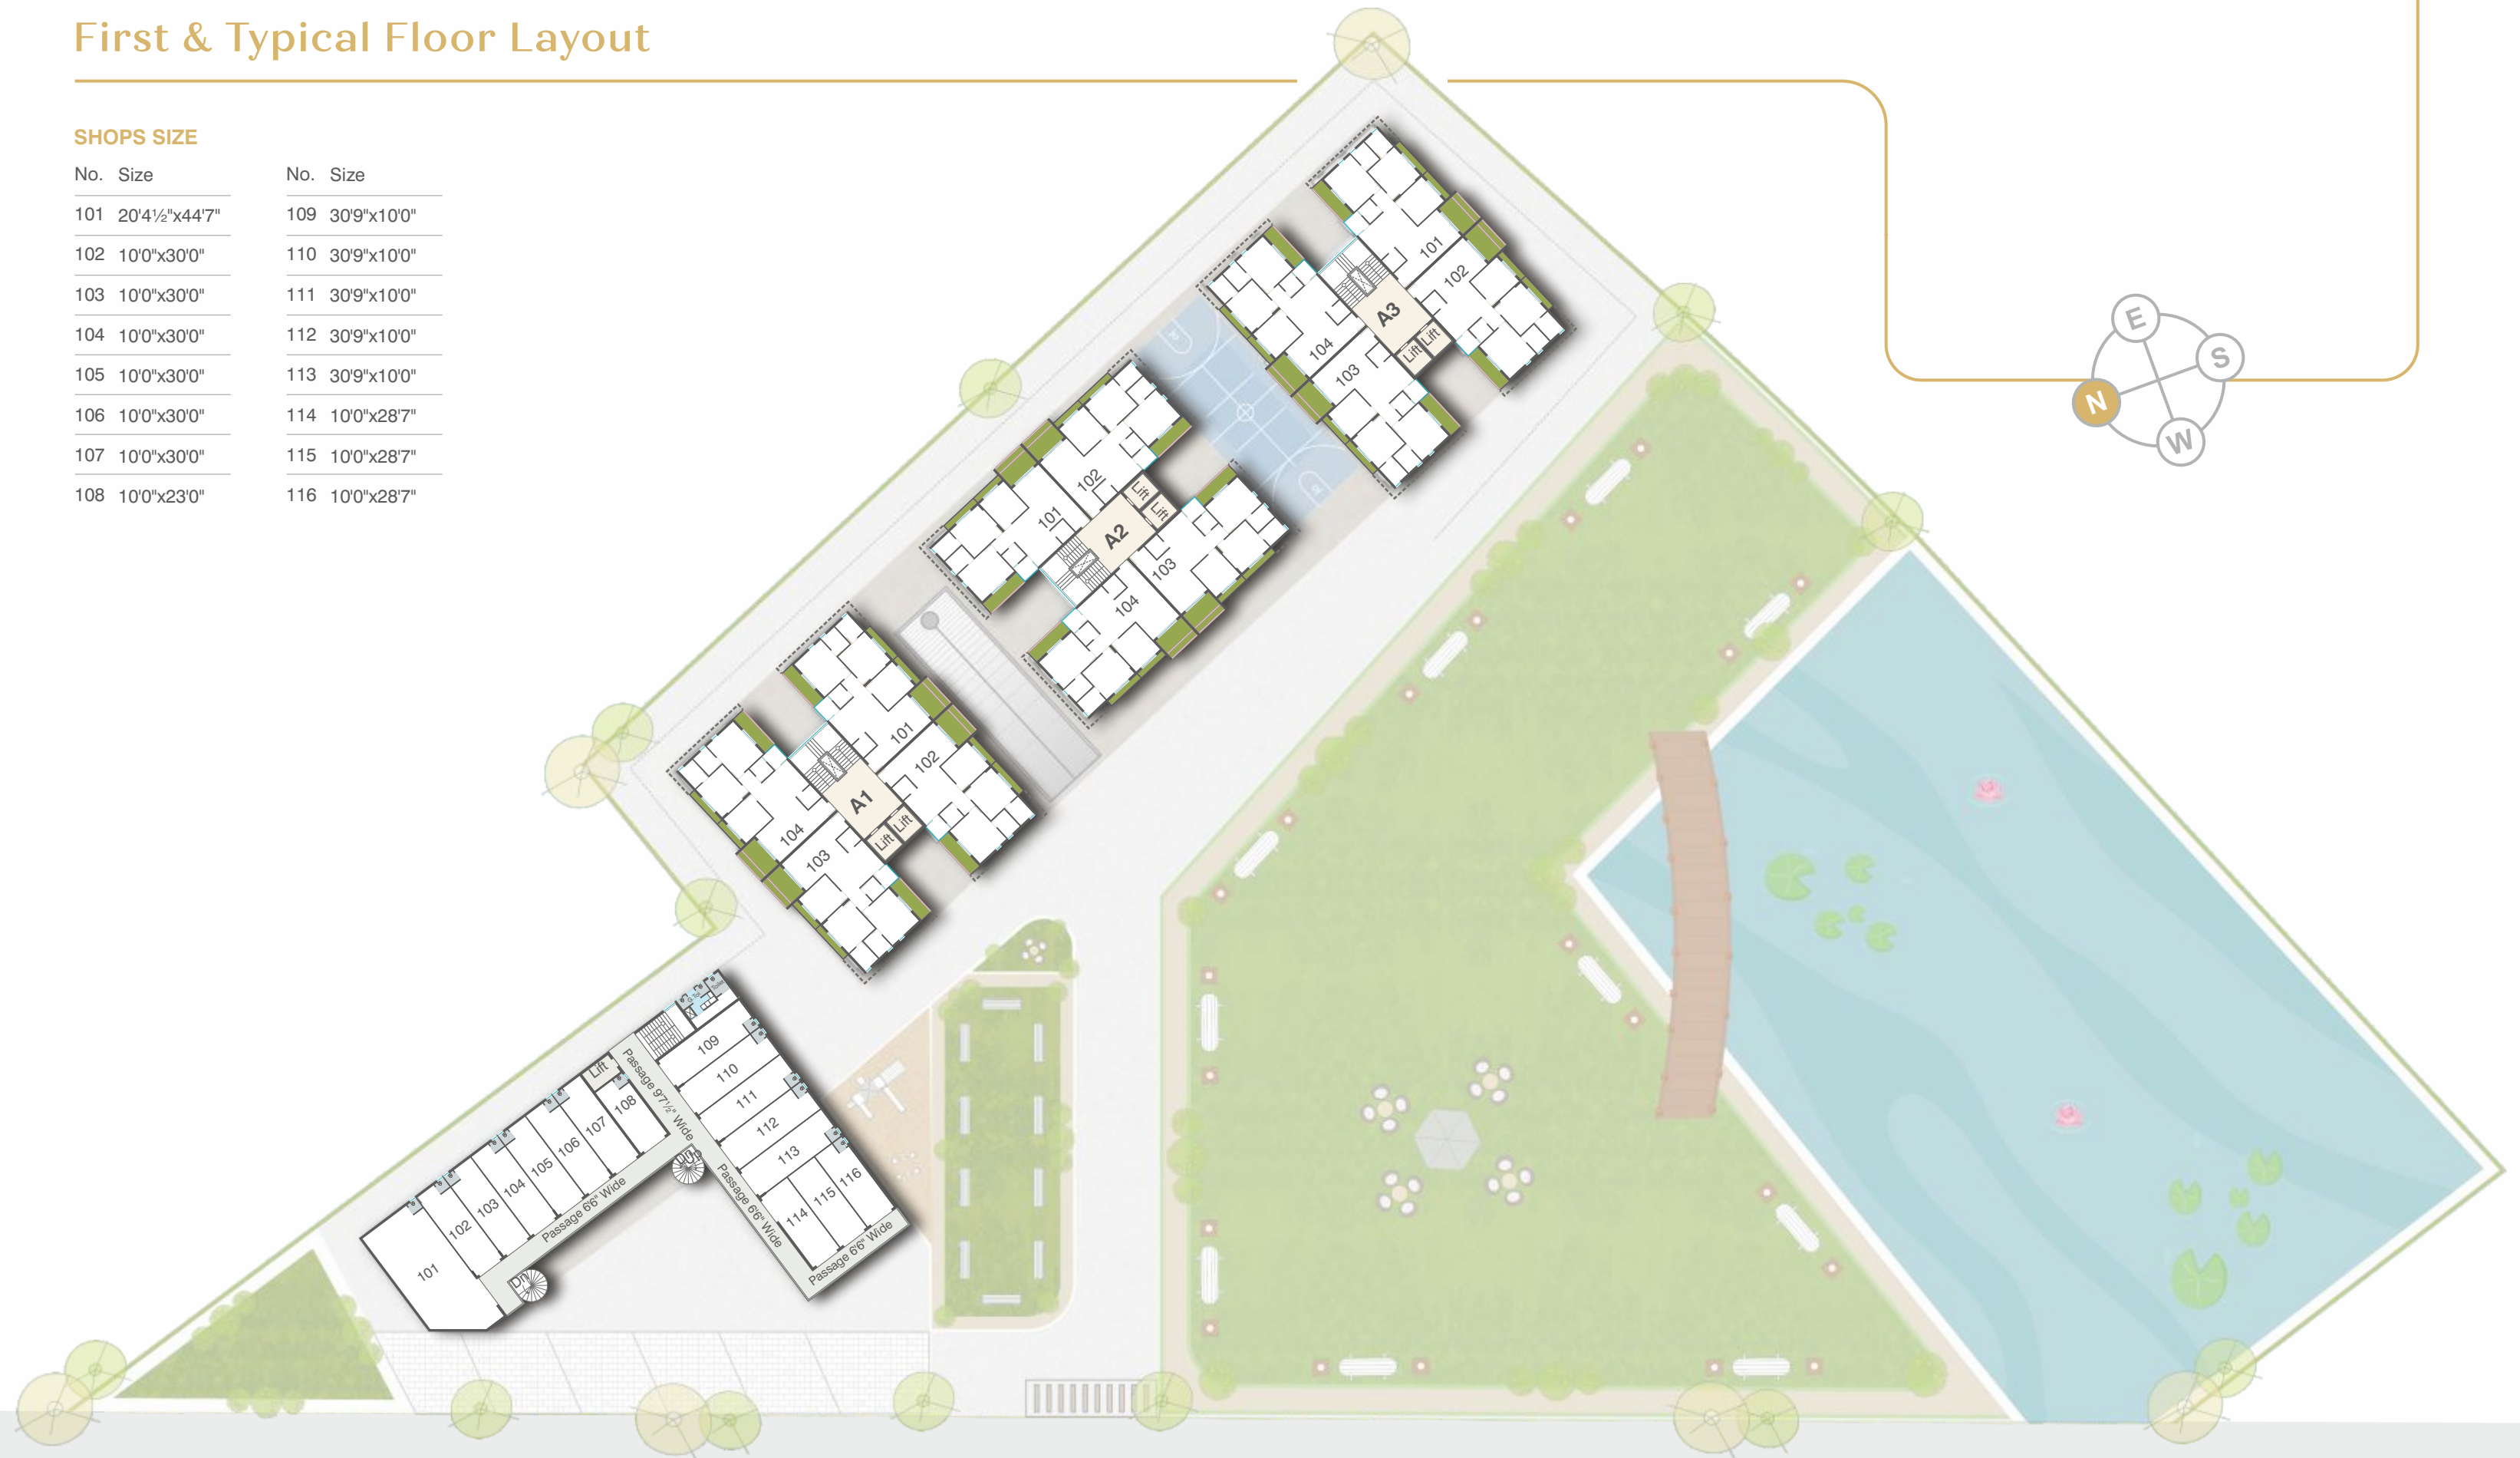 First & Typical Floor Layout
SHOPS SIZE
No. Size
101 20'4½"x44'7"
102 10'0"x30'0"
103 10'0"x30'0"
104 10'0"x30'0"
105 10'0"x30'0"
106 10'0"x30'0"
107 10'0"x30'0"
108 10'0"x23'0"
No. Size
109 30'9"x10'0"
110 30'9"x10'0"
111 30'9"x10'0"
112 30'9"x10'0"
113 30'9"x10'0"
114 10'0"x28'7"
115 10'0"x28'7"
116 10'0"x28'7"
E
S
N
W
101
102
A3
Lift
Lift
104
103
102
Lift
Lift
101
A2
103
104
101
102
A1
Lift
Lift
104
103
109
110
111
112
113
114
115
116
Lift
108
107
106
105
104
103
102
101
Passage 9'7½" Wide
Passage 6'6" Wide
Passage 6'6" Wide
Passage 6'6" Wide
Dn